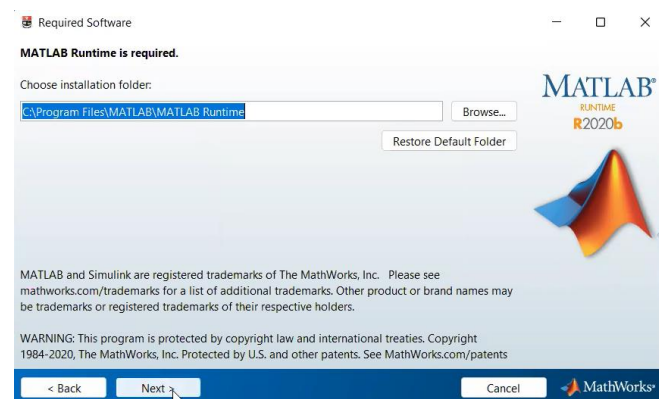 Required Software
MATLAB Runtime is required.
Choose installation folder:
C:\Program Files\MATLAB\MATLAB Runtime
Browse...
Restore Default Folder
MATLAB®
RUNTIME
R2020b
MATLAB and Simulink are registered trademarks of The MathWorks, Inc. Please see
mathworks.com/trademarks for a list of additional trademarks. Other product or brand names may
be trademarks or registered trademarks of their respective holders.
WARNING: This program is protected by copyright law and international treaties. Copyright
1984-2020, The MathWorks, Inc. Protected by U.S. and other patents. See MathWorks.com/patents
< Back
Next >
Cancel
MathWorks®